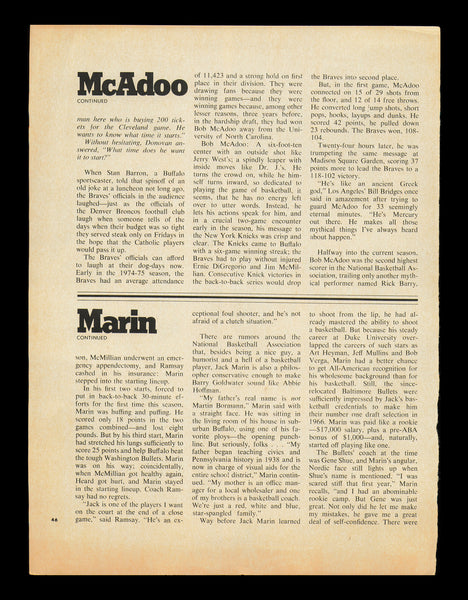 McAdoo
CONTINUED
man here who is buying 200 tick-
ets for the Cleveland game. He
wants to know what time it starts."
Without hesitating, Donovan an-
swered, "What time does he want
it to start?"
When Stan Barron, a Buffalo
sportscaster, told that spinoff of an
old joke at a luncheon not long ago,
the Braves' officials in the audience
laughed—just as the officials of
the Denver Broncos football club
laugh when someone tells of the
days when their budget was so tight
they served steak only on Fridays in
the hope that the Catholic players
would pass it up.
The Braves' officials can afford
to laugh at their dog-days now.
Early in the 1974-75 season, the
Braves had an average attendance
of 11,423 and a strong hold on first
place in their division. They were
drawing fans because they were
winning games—and they were
winning games because, among other
lesser reasons, three years before,
in the hardship draft, they had won
Bob McAdoo away from the Uni-
versity of North Carolina.
Bob McAdoo: A six-foot-ten
center with an outside shot like
Jerry West's; a spindly leaper with
inside moves like Dr. J.'s. He
turns the crowd on, while he him-
self turns inward, so dedicated to
playing the game of basketball, it
seems, that he has no energy left
over to utter words. Instead, he
lets his actions speak for him, and
in a crucial two-game encounter
early in the season, his message to
the New York Knicks was crisp and
clear. The Knicks came to Buffalo
with a six-game winning streak; the
Braves had to play without injured
Ernie DiGregorio and Jim McMil-
lian. Consecutive Knick victories in
the back-to-back series would drop
the Braves into second place.
But, in the first game, McAdoo
connected on 15 of 29 shots from
the floor, and 12 of 14 free throws.
He converted long jump shots, short
pops, hooks, layups and dunks. He
scored 42 points, he pulled down
23 rebounds. The Braves won, 108-
104.
Twenty-four hours later, he was
trumpeting the same message at
Madison Square Garden, scoring 37
points more to lead the Braves to a
118-102 victory.
"He's like an ancient Greek
god," Los Angeles' Bill Bridges once
said in amazement after trying to
guard McAdoo for 33 seemingly
eternal minutes. "He's Mercury
out there. He makes all those
mythical things I've always heard
about happen."
Halfway into the current season,
Bob McAdoo was the second highest
scorer in the National Basketball As-
sociation, trailing only another myth-
ical performer named Rick Barry,
Marin
CONTINUED
son, McMillian underwent an emer-
gency appendectomy, and Ramsay
cashed in his insurance: Marin
stepped into the starting lineup.
In his first two starts, forced to
put in back-to-back 30-minute ef-
forts for the first time this season,
Marin was huffing and puffing. He
scored only 18 points in the two
games combined—and lost eight
pounds. But by his third start, Marin
had stretched his lungs sufficiently to
score 25 points and help Buffalo beat
the tough Washington Bullets. Marin
was on his way; coincidentally,
when McMillian got healthy again,
Heard got hurt, and Marin stayed
in the starting lineup. Coach Ram-
say had no regrets.
"Jack is one of the players I want
on the court at the end of a close
game," said Ramsay. "He's an ex-
ceptional foul shooter, and he's not
afraid of a clutch situation."
There are rumors around the
National Basketball Association
that, besides being a nice guy, a
humorist and a hell of a basketball
player, Jack Marin is also a philos-
opher conservative enough to make
Barry Goldwater sound like Abbie
Hoffman.
"My father's real name is not
Martin Bormann," Marin said with
a straight face. He was sitting in
the living room of his house in sub-
urban Buffalo, using one of his fa-
vorite ploys—the opening punch-
line. But seriously, folks . . . "My
father began teaching civics and
Pennsylvania history in 1938 and is
now in charge of visual aids for the
entire school district," Marin contin-
ued. "My mother is an office man-
ager for a local wholesaler and one
of my brothers is a basketball coach.
We're just a red, white and blue,
star-spangled family."
Way before Jack Marin learned
to shoot from the lip, he had al-
ready mastered the ability to shoot
a basketball. But because his steady
career at Duke University over-
lapped the careers of such stars as
Art Heyman, Jeff Mullins and Bob
Verga, Marin had a better chance
to get All-American recognition for
his wholesome background than for
his basketball. Still, the since-
relocated Baltimore Bullets were
sufficiently impressed by Jack's bas-
ketball credentials to make him
their number one draft selection in
1966. Marin was paid like a rookie
—$17,000 salary, plus a pre-ABA
bonus of $1,000—and, naturally,
started off playing like one.
The Bullets' coach at the time
was Gene Shue, and Marin's angular,
Nordic face still lights up when
Shue's name is mentioned. "I was
scared stiff that first year," Marin
recalls, "and I had an abominable
rookie camp. But Gene was just
great. Not only did he let me make
my mistakes, he gave me a great
deal of self-confidence. There were
46